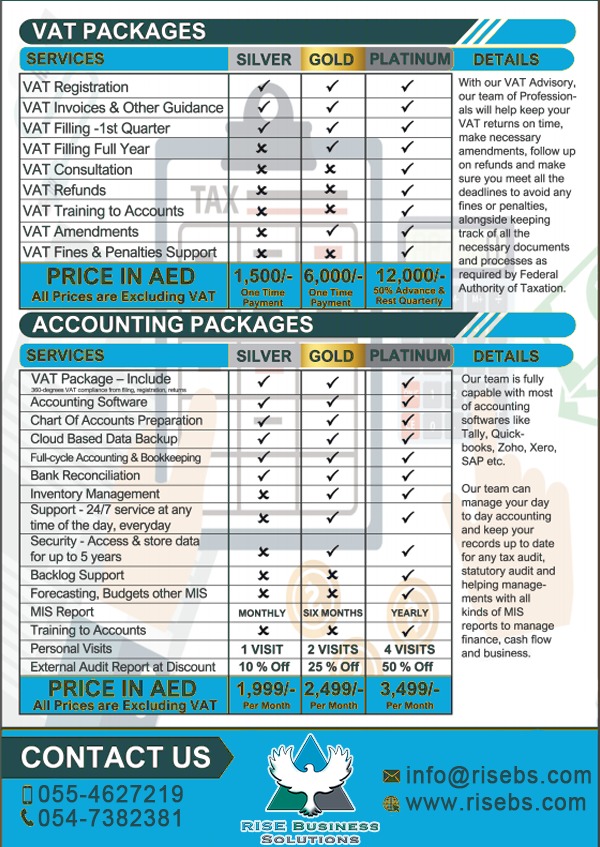 VAT PACKAGES
SERVICES SILVER GOLD PLATINUM DETAILS
VAT Registration ✓ ✓ ✓
VAT Invoices & Other Guidance ✓ ✓ ✓
VAT Filling -1st Quarter ✓ ✓ ✓
VAT Filling Full Year ✗ ✓ ✓
VAT Consultation ✗ ✗ ✓
VAT Refunds ✗ ✗ ✓
VAT Training to Accounts ✗ ✗ ✓
VAT Amendments ✗ ✓ ✓
VAT Fines & Penalties Support ✗ ✗ ✓
TAX
PRICE IN AED 1,500/- 6,000/- 12,000/-
All Prices are Excluding VAT One Time Payment One Time Payment 50% Advance & Rest Quarterly
With our VAT Advisory,
our team of Profession-
als will help keep your
VAT returns on time,
make necessary
amendments, follow up
on refunds and make
sure you meet all the
deadlines to avoid any
fines or penalties,
alongside keeping
track of all the
necessary documents
and processes as
required by Federal
Authority of Taxation.
ACCOUNTING PACKAGES
SERVICES SILVER GOLD PLATINUM DETAILS
VAT Package – Include ✓ ✓ ✓
360-degrees VAT compliance from filing, registration, returns
Accounting Software ✓ ✓ ✓
Chart Of Accounts Preparation ✓ ✓ ✓
Cloud Based Data Backup ✓ ✓ ✓
Full-cycle Accounting & Bookkeeping ✓ ✓ ✓
Bank Reconciliation ✓ ✓ ✓
Inventory Management ✗ ✓ ✓
Support - 24/7 service at any
time of the day, everyday ✗ ✓ ✓
Security - Access & store data
for up to 5 years ✗ ✓ ✓
Backlog Support ✗ ✗ ✓
Forecasting, Budgets other MIS ✗ ✗ ✓
MIS Report MONTHLY SIX MONTHS YEARLY
Training to Accounts ✗ ✗ ✓
Personal Visits 1 VISIT 2 VISITS 4 VISITS
External Audit Report at Discount 10 % Off 25 % Off 50 % Off
PRICE IN AED 1,999/- 2,499/- 3,499/-
All Prices are Excluding VAT Per Month Per Month Per Month
Our team is fully
capable with most
of accounting
softwares like
Tally, Quick-
books, Zoho, Xero,
SAP etc.
Our team can
manage your day
to day accounting
and keep your
records up to date
for any tax audit,
statutory audit and
helping manage-
ments with all
kinds of MIS
reports to manage
finance, cash flow
and business.
CONTACT US
055-4627219
054-7382381
RISE BUSINESS
SOLUTIONS
info@risebs.com
www.risebs.com